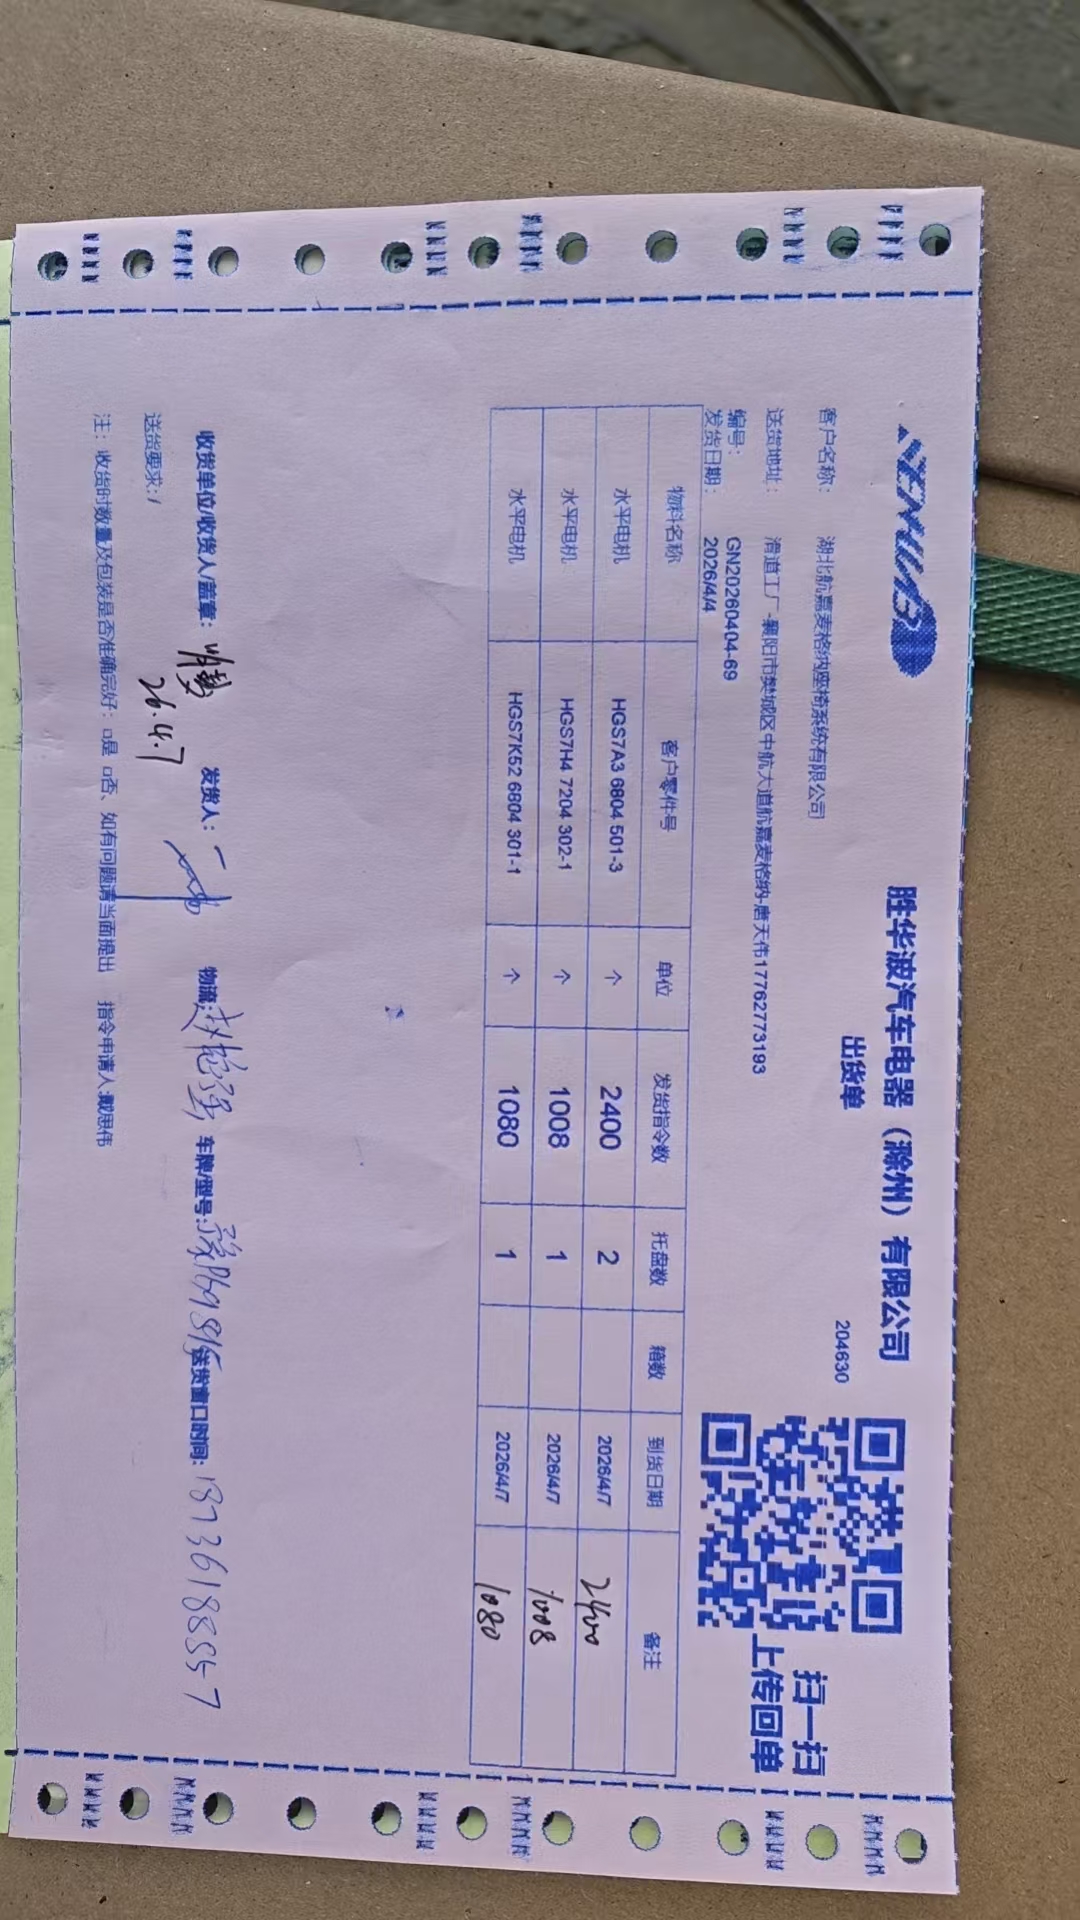 SENHWAB
胜华波汽车电器（滁州）有限公司
出货单
204630
扫一扫
上传回单
客户名称： 湖北航嘉麦格纳座椅系统有限公司
送货地址： 滑道工厂-襄阳市樊城区中航大道航嘉麦格纳-唐天伟17762773193
编号： GN20260404-69
发货日期： 2026/4/4
物料名称 客户零件号 单位 发货指令数 托盘数 箱数 到货日期 备注
水平电机 HGS7A3 6804 501-3 个 2400 2 2026/4/7 2400
水平电机 HGS7H4 7204 302-1 个 1008 1 2026/4/7 1008
水平电机 HGS7K52 6804 301-1 个 1080 1 2026/4/7 1080
收货单位/收货人/盖章： 发货人： 物流: 车牌/型号: 送货窗口时间: 18736188557
26.4.7
送货要求: /
注： 收货时数量及包装是否准确完好： □是 □否、如有问题请当面提出 指令申请人:戴思伟